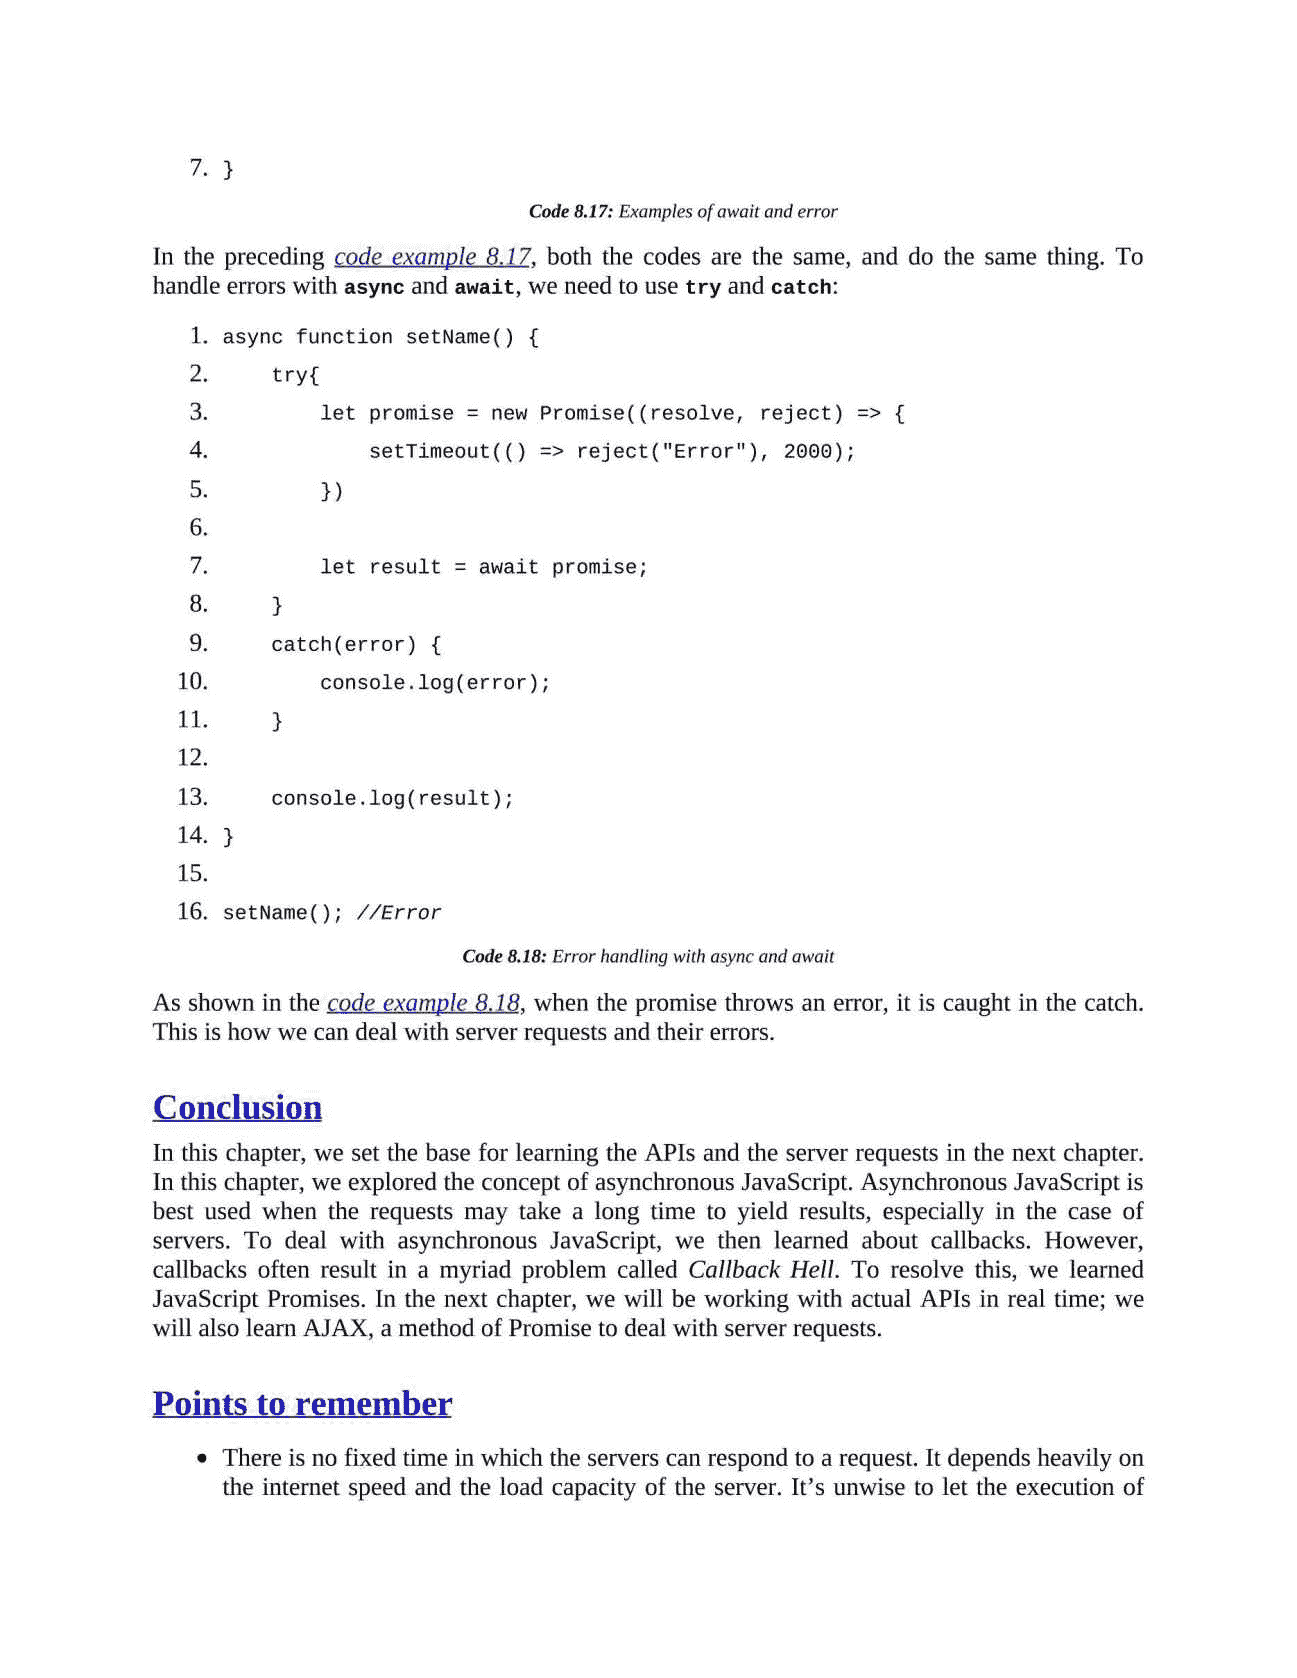 7. }
Code 8.17: Examples of await and error
In the preceding code example 8.17, both the codes are the same, and do the same thing. To
handle errors with async and await, we need to use try and catch:
1. async function setName() {
2.     try{
3.         let promise = new Promise((resolve, reject) => {
4.             setTimeout(() => reject("Error"), 2000);
5.         })
6.
7.         let result = await promise;
8.     }
9.     catch(error) {
10.         console.log(error);
11.     }
12.
13.     console.log(result);
14. }
15.
16. setName(); //Error
Code 8.18: Error handling with async and await
As shown in the code example 8.18, when the promise throws an error, it is caught in the catch.
This is how we can deal with server requests and their errors.
Conclusion
In this chapter, we set the base for learning the APIs and the server requests in the next chapter.
In this chapter, we explored the concept of asynchronous JavaScript. Asynchronous JavaScript is
best used when the requests may take a long time to yield results, especially in the case of
servers. To deal with asynchronous JavaScript, we then learned about callbacks. However,
callbacks often result in a myriad problem called Callback Hell. To resolve this, we learned
JavaScript Promises. In the next chapter, we will be working with actual APIs in real time; we
will also learn AJAX, a method of Promise to deal with server requests.
Points to remember
• There is no fixed time in which the servers can respond to a request. It depends heavily on
the internet speed and the load capacity of the server. It’s unwise to let the execution of